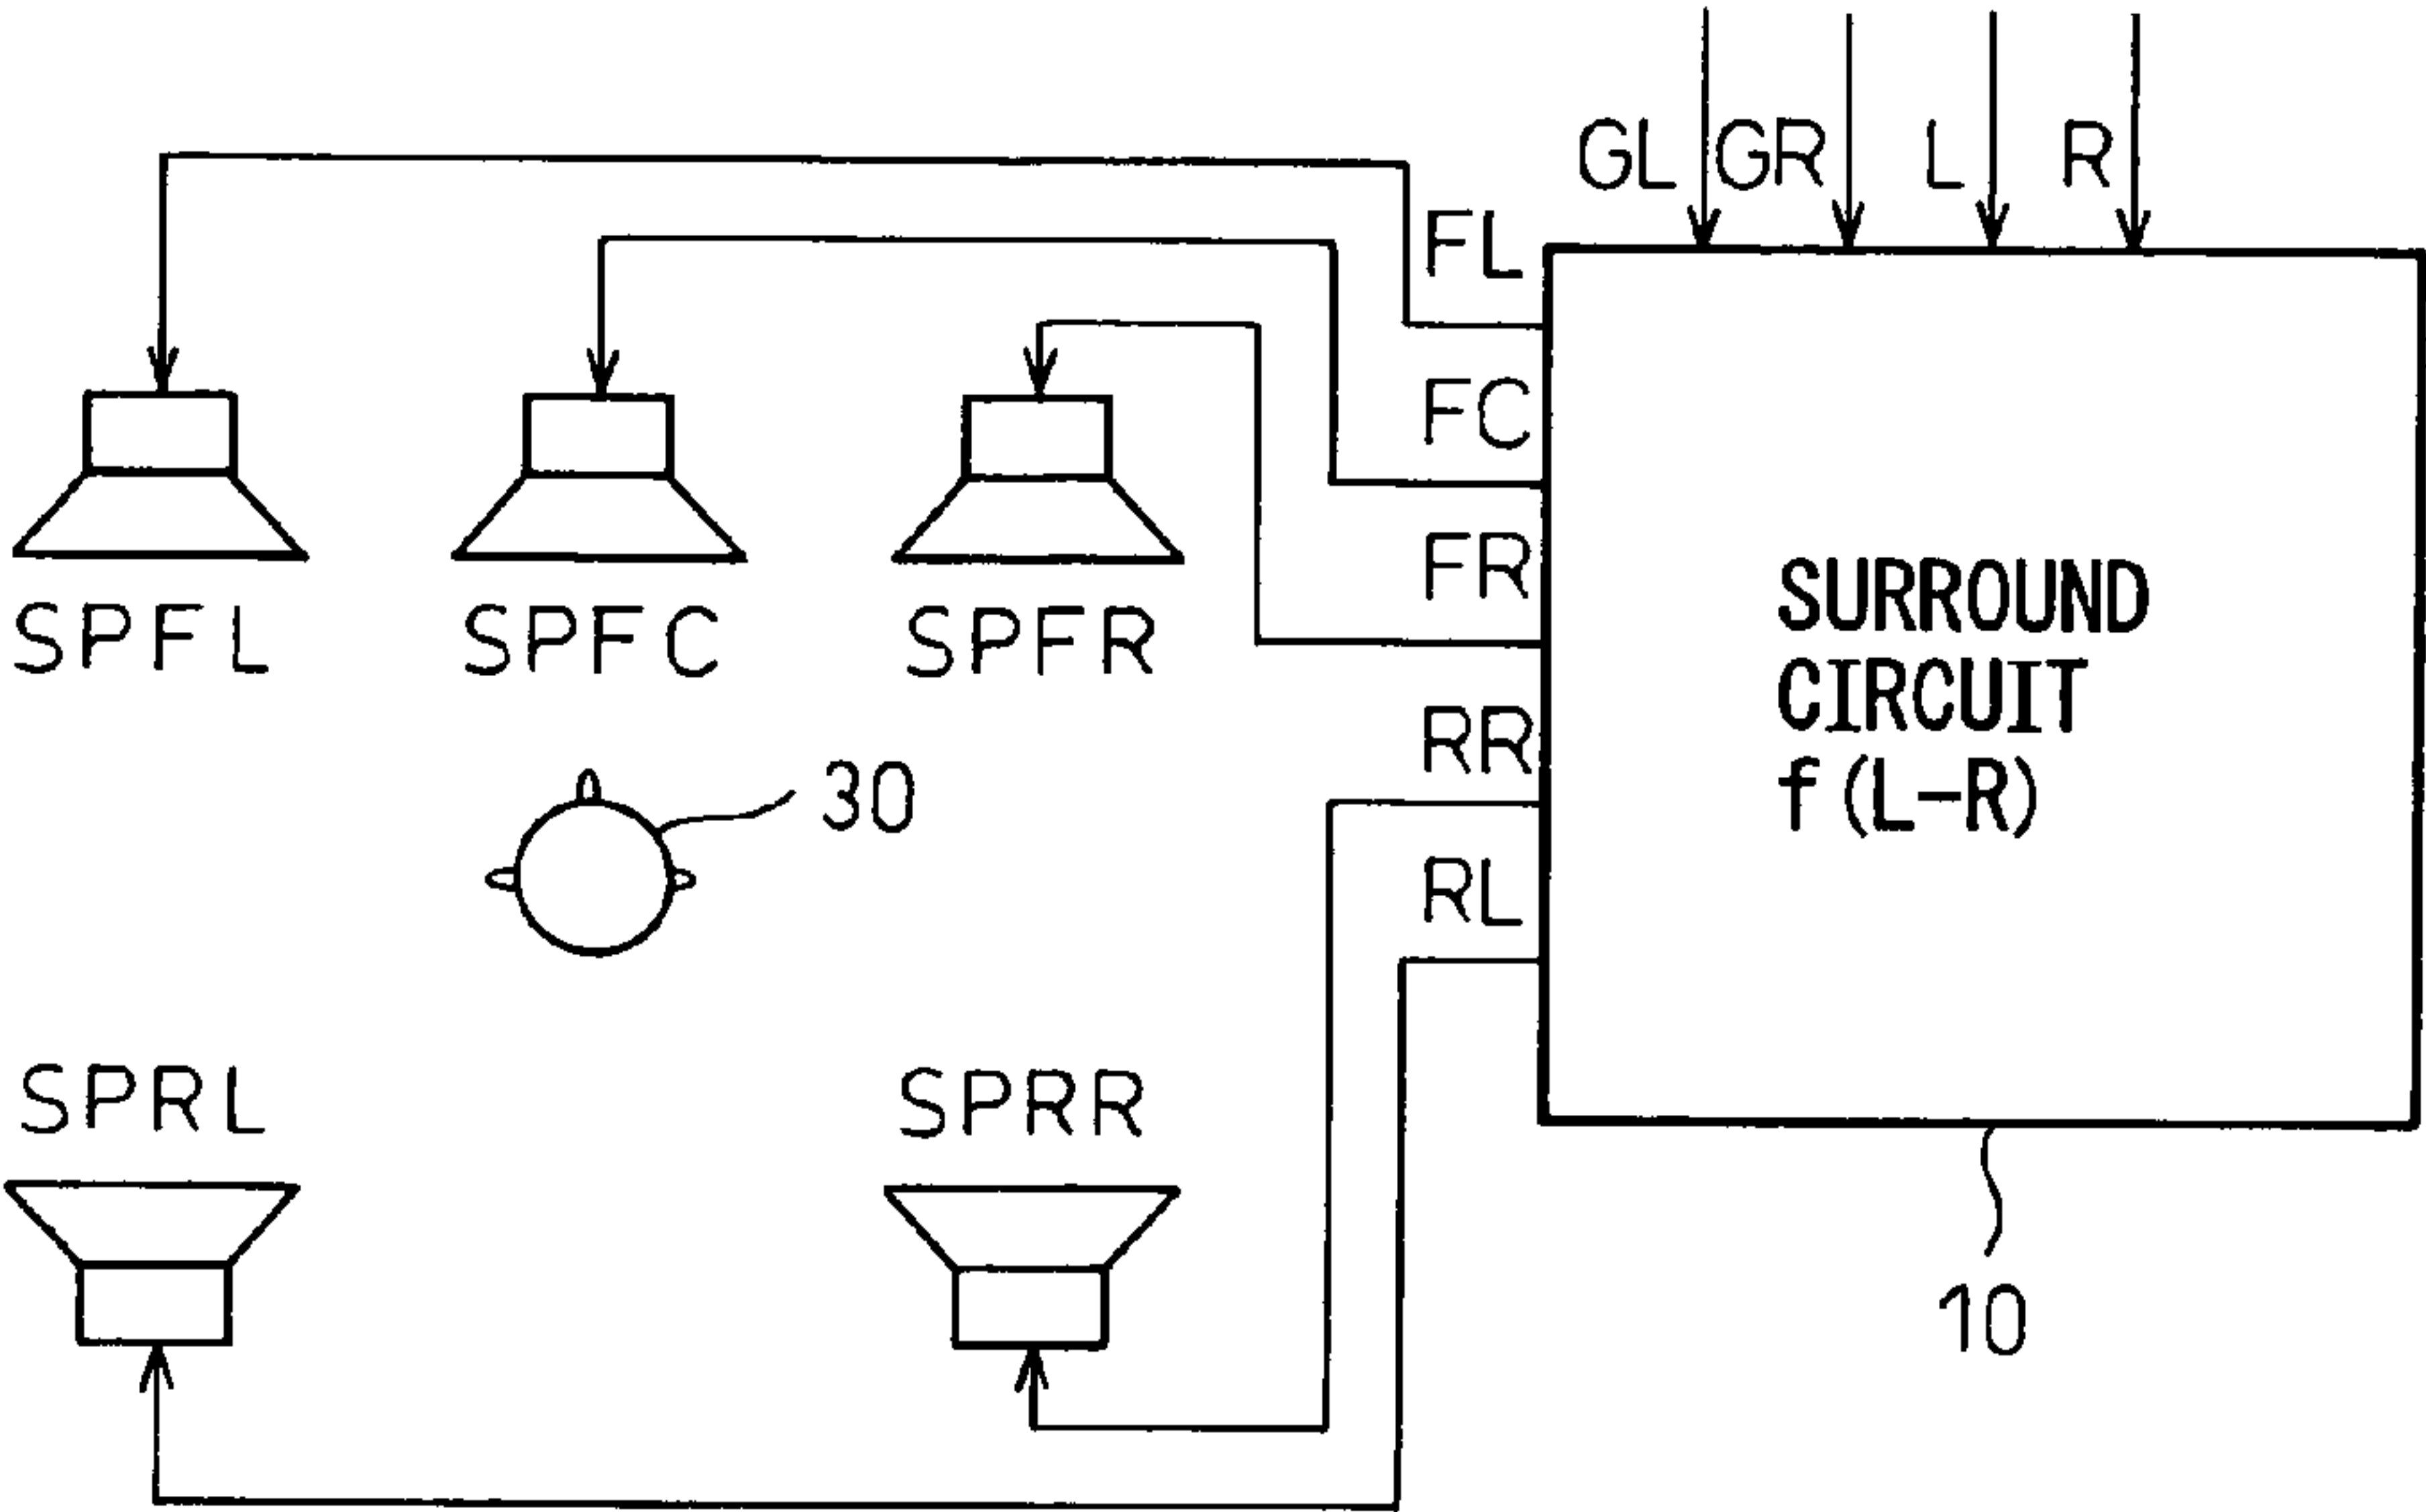 GL GR L R
FL
FC
FR
SPFL SPFC SPFR
SURROUND
CIRCUIT
f(L-R)
RR
30
RL
SPRL SPRR
10